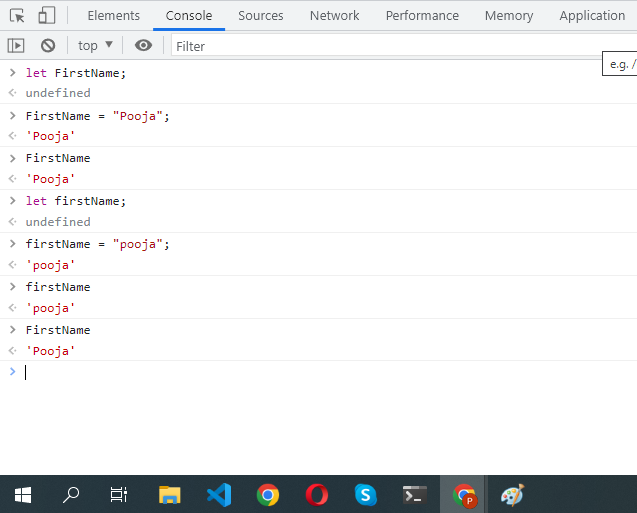 Elements Console Sources Network Performance Memory Application
top Filter
e.g. /
let FirstName;
undefined
FirstName = "Pooja";
'Pooja'
FirstName
'Pooja'
let firstName;
undefined
firstName = "pooja";
'pooja'
firstName
'pooja'
FirstName
'Pooja'
P